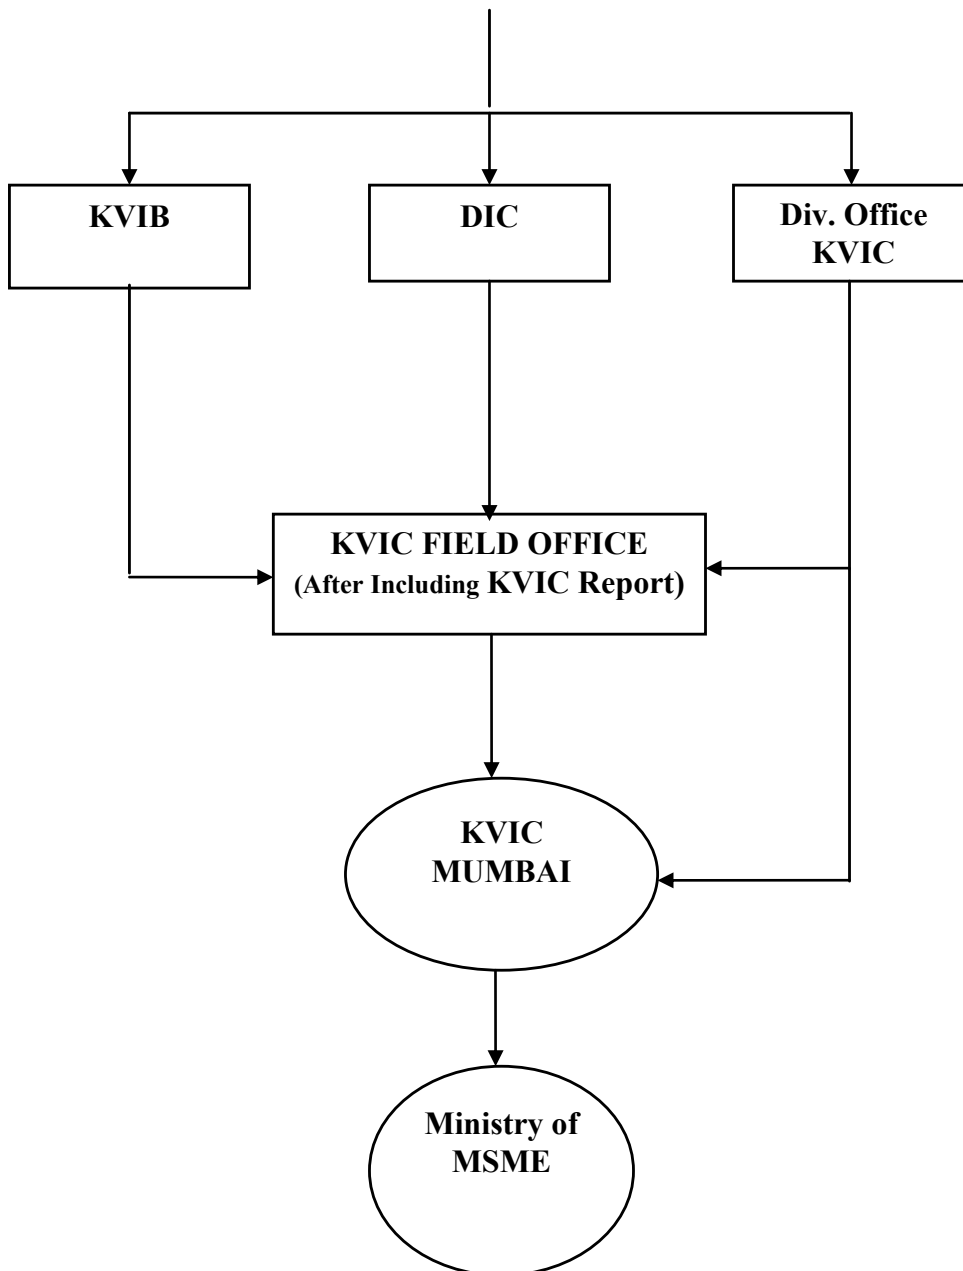 KVIB
DIC
Div. Office
KVIC
KVIC FIELD OFFICE
(After Including KVIC Report)
KVIC
MUMBAI
Ministry of
MSME